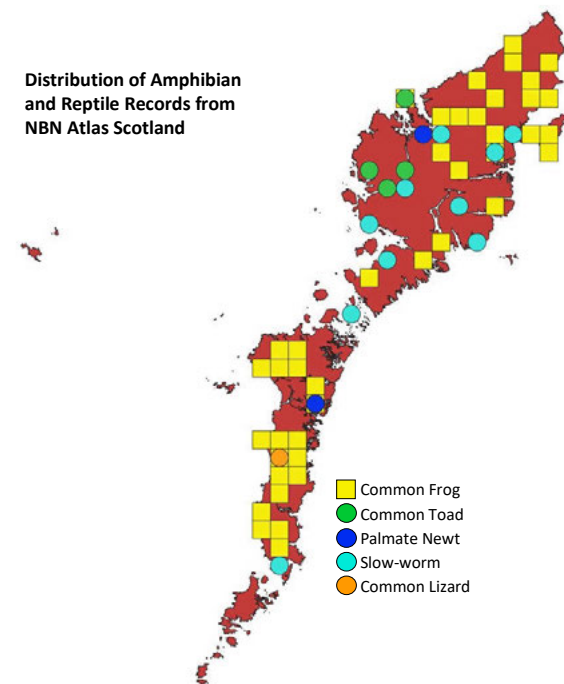 Distribution of Amphibian
and Reptile Records from
NBN Atlas Scotland
Common Frog
Common Toad
Palmate Newt
Slow-worm
Common Lizard